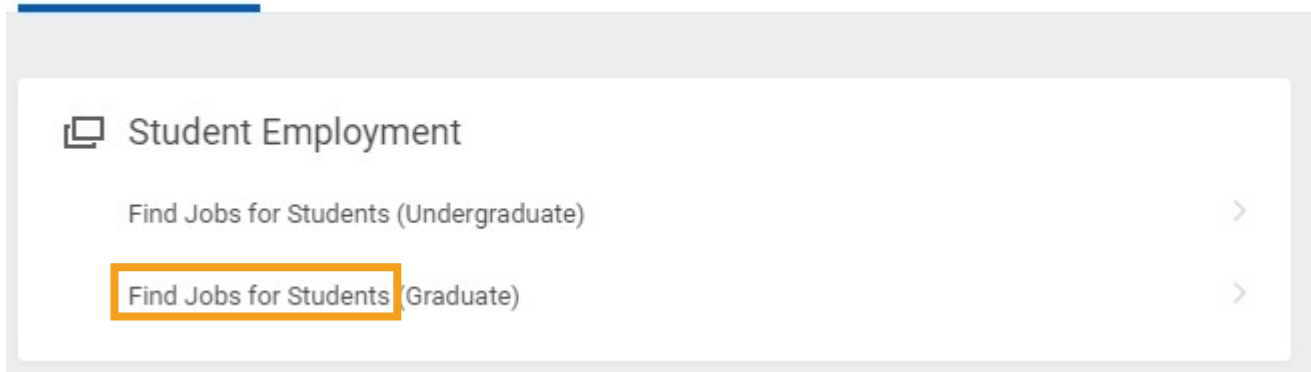 Student Employment
Find Jobs for Students (Undergraduate)
Find Jobs for Students (Graduate)